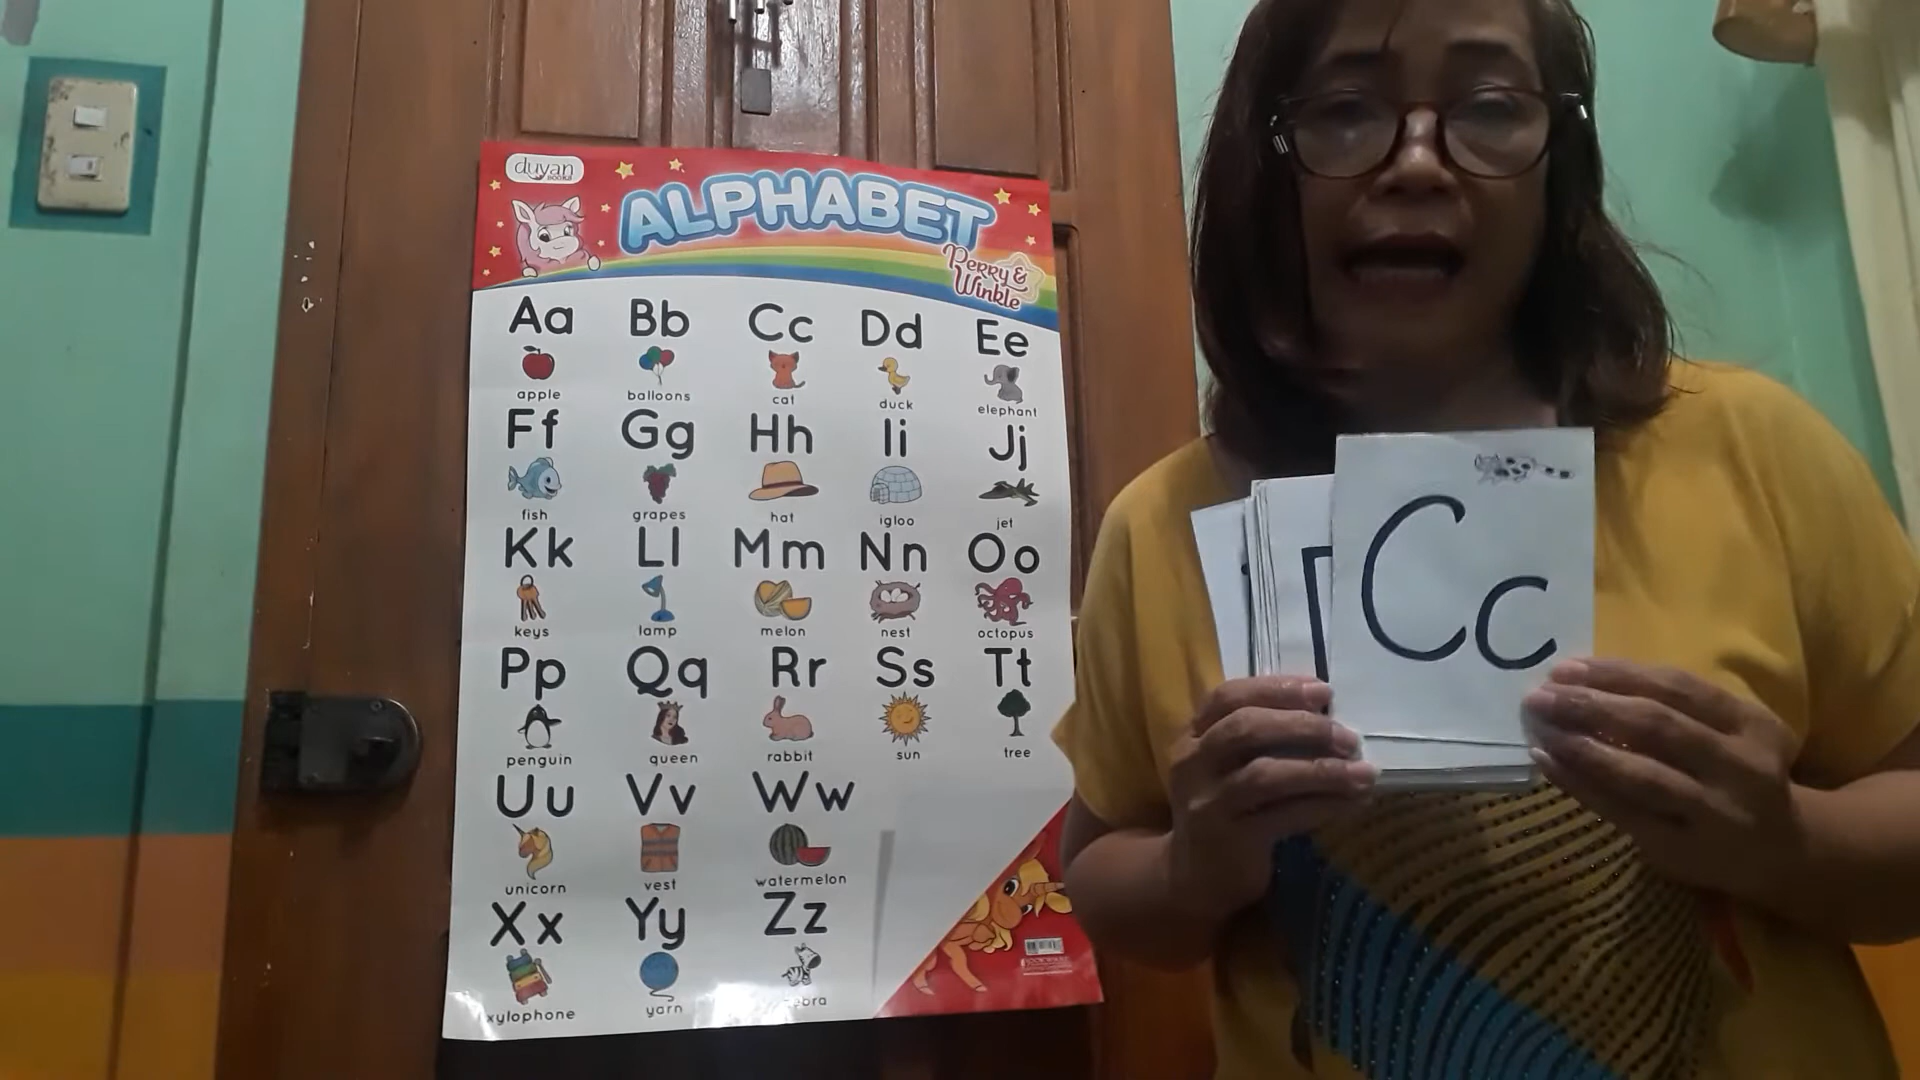 duyan
BOOKS
ALPHABET
Perry &
Winkle
Aa Bb Cc Dd Ee
apple balloons cat duck elephant
Ff Gg Hh Ii Jj
fish grapes hat igloo jet
Kk Ll Mm Nn Oo
keys lamp melon nest octopus
Pp Qq Rr Ss Tt
penguin queen rabbit sun tree
Uu Vv Ww
unicorn vest watermelon
Xx Yy Zz
xylophone yarn zebra
Cc